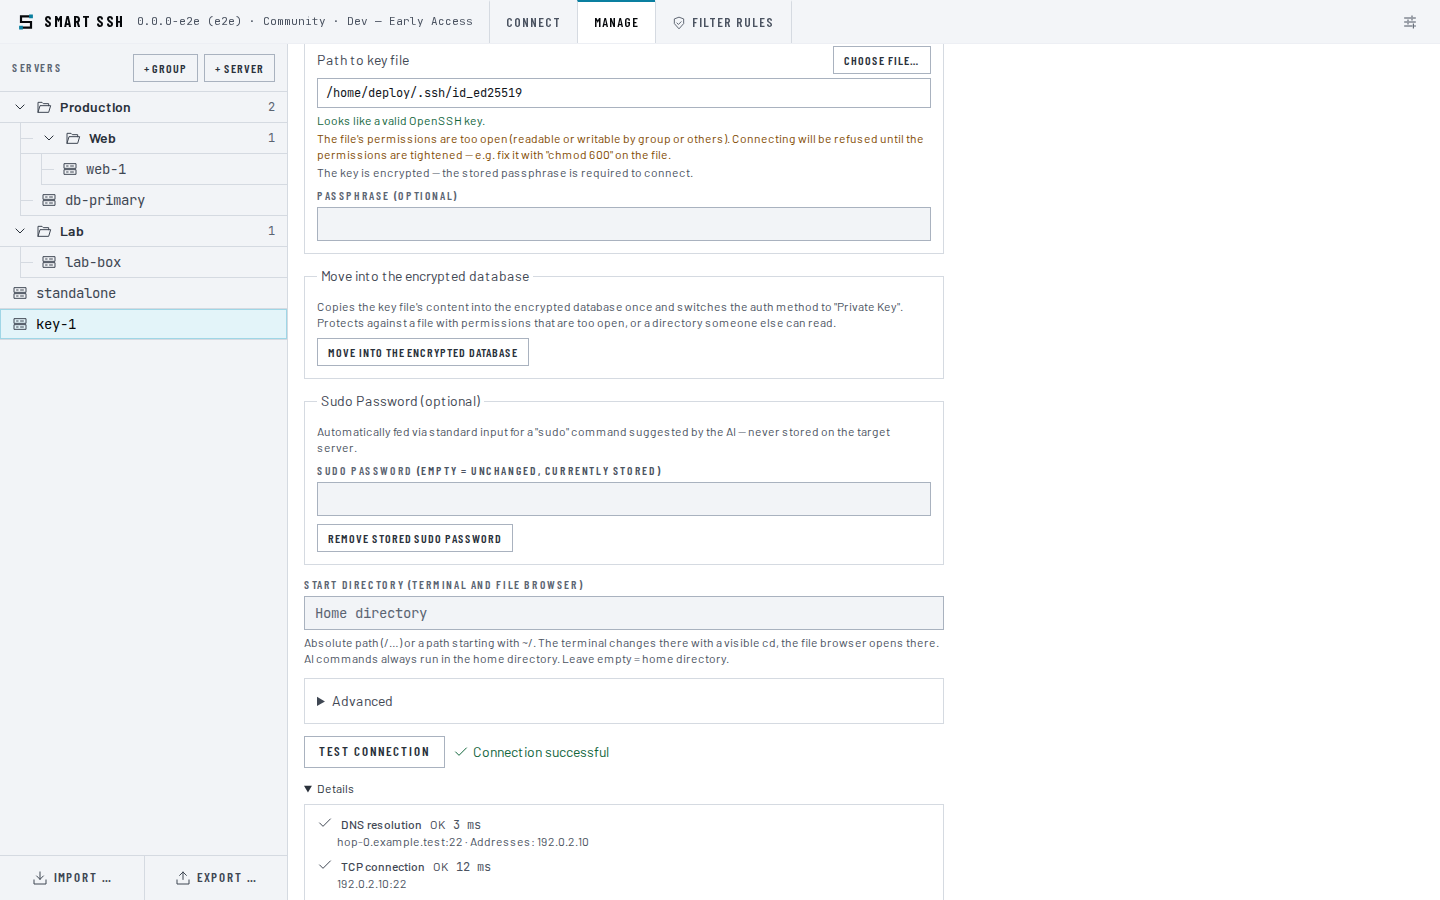 SMART SSH 0.0.0-e2e (e2e) · Community · Dev — Early Access CONNECT MANAGE FILTER RULES
SERVERS + GROUP + SERVER
Production 2
Web 1
web-1
db-primary
Lab 1
lab-box
standalone
key-1
IMPORT ... EXPORT ...
Path to key file CHOOSE FILE...
/home/deploy/.ssh/id_ed25519
Looks like a valid OpenSSH key.
The file's permissions are too open (readable or writable by group or others). Connecting will be refused until the
permissions are tightened — e.g. fix it with "chmod 600" on the file.
The key is encrypted — the stored passphrase is required to connect.
PASSPHRASE (OPTIONAL)
Move into the encrypted database
Copies the key file's content into the encrypted database once and switches the auth method to "Private Key".
Protects against a file with permissions that are too open, or a directory someone else can read.
MOVE INTO THE ENCRYPTED DATABASE
Sudo Password (optional)
Automatically fed via standard input for a "sudo" command suggested by the AI — never stored on the target
server.
SUDO PASSWORD (EMPTY = UNCHANGED, CURRENTLY STORED)
REMOVE STORED SUDO PASSWORD
START DIRECTORY (TERMINAL AND FILE BROWSER)
Home directory
Absolute path (/...) or a path starting with ~/. The terminal changes there with a visible cd, the file browser opens there.
AI commands always run in the home directory. Leave empty = home directory.
Advanced
TEST CONNECTION Connection successful
Details
DNS resolution OK 3 ms
hop-0.example.test:22 · Addresses: 192.0.2.10
TCP connection OK 12 ms
192.0.2.10:22